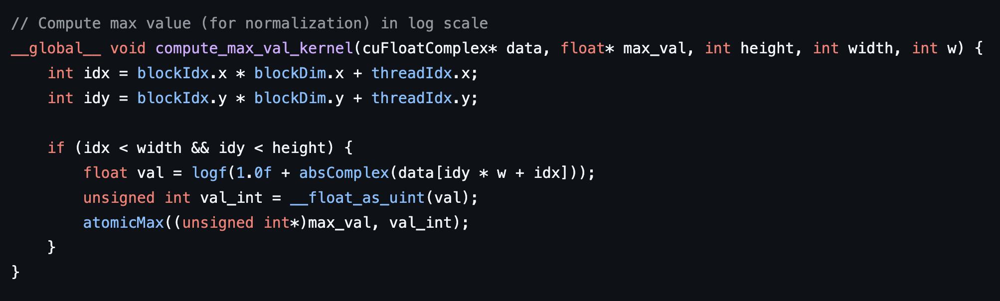 // Compute max value (for normalization) in log scale
__global__ void compute_max_val_kernel(cuFloatComplex* data, float* max_val, int height, int width, int w) {
    int idx = blockIdx.x * blockDim.x + threadIdx.x;
    int idy = blockIdx.y * blockDim.y + threadIdx.y;

    if (idx < width && idy < height) {
        float val = logf(1.0f + absComplex(data[idy * w + idx]));
        unsigned int val_int = __float_as_uint(val);
        atomicMax((unsigned int*)max_val, val_int);
    }
}